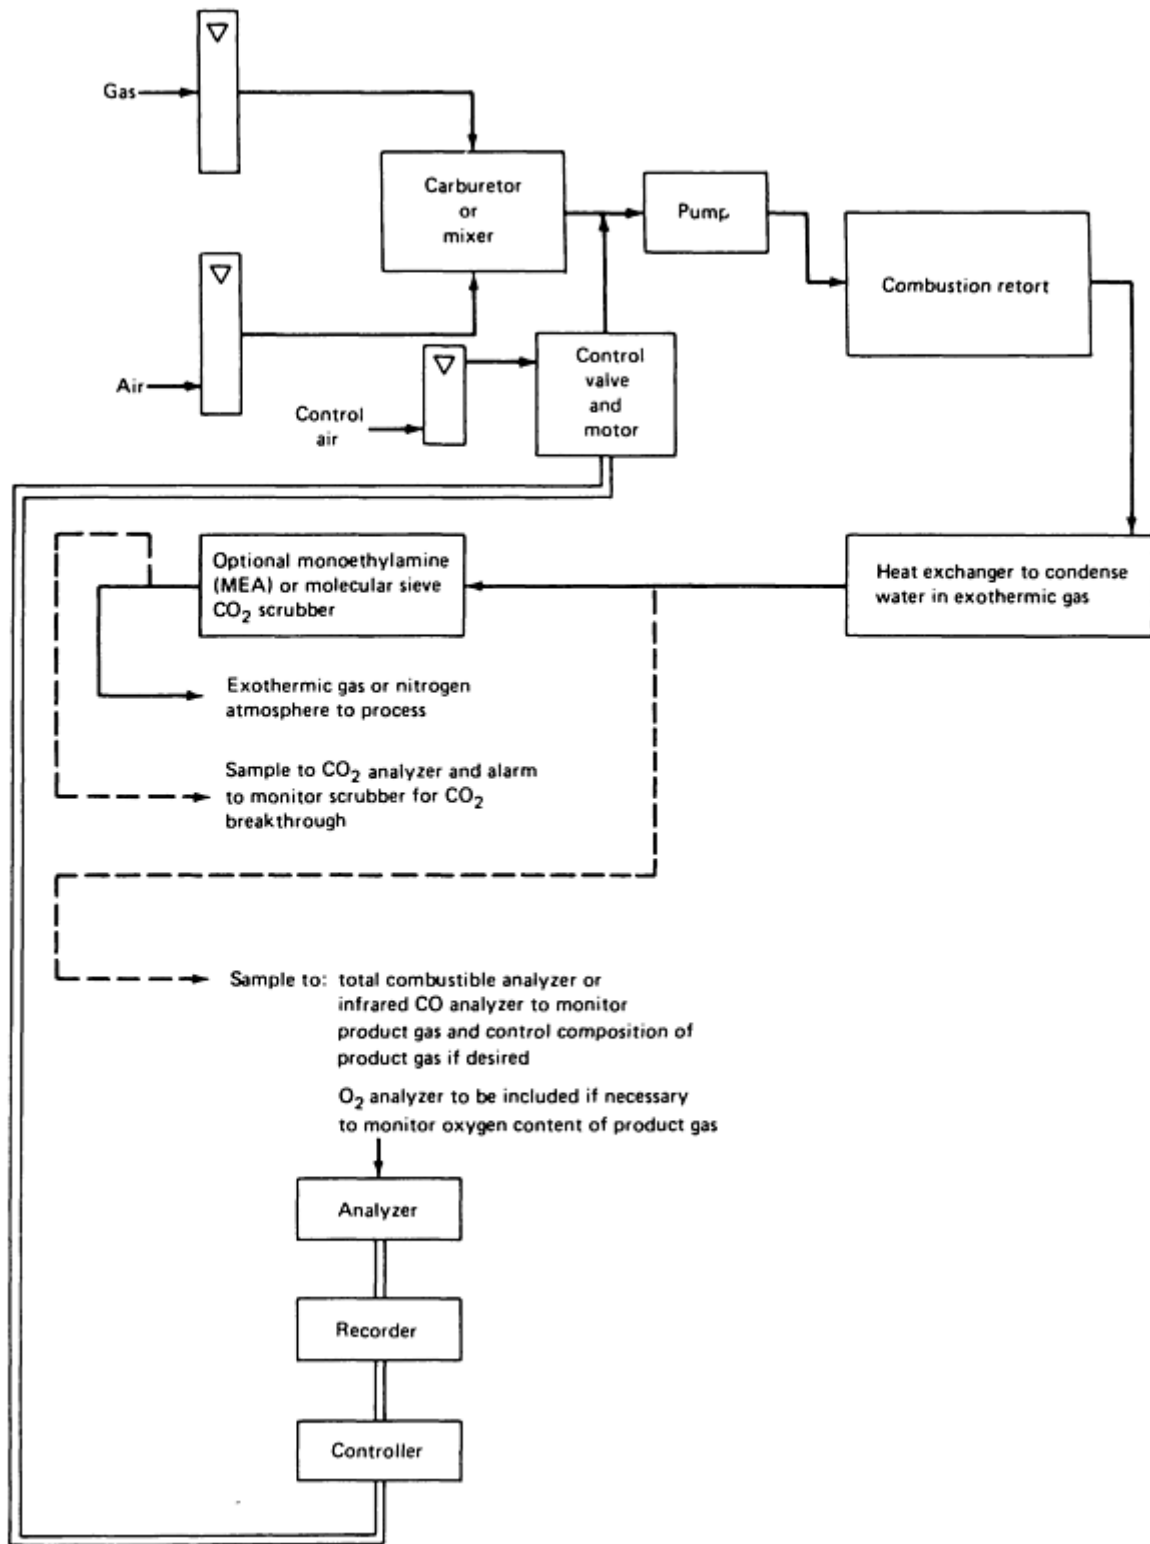 Gas
Carburetor
or
mixer
Pump
Combustion retort
Air
Control
air
Control
valve
and
motor
Optional monoethylamine
(MEA) or molecular sieve
CO₂ scrubber
Heat exchanger to condense
water in exothermic gas
Exothermic gas or nitrogen
atmosphere to process
Sample to CO₂ analyzer and alarm
to monitor scrubber for CO₂
breakthrough
Sample to: total combustible analyzer or
infrared CO analyzer to monitor
product gas and control composition of
product gas if desired
O₂ analyzer to be included if necessary
to monitor oxygen content of product gas
Analyzer
Recorder
Controller